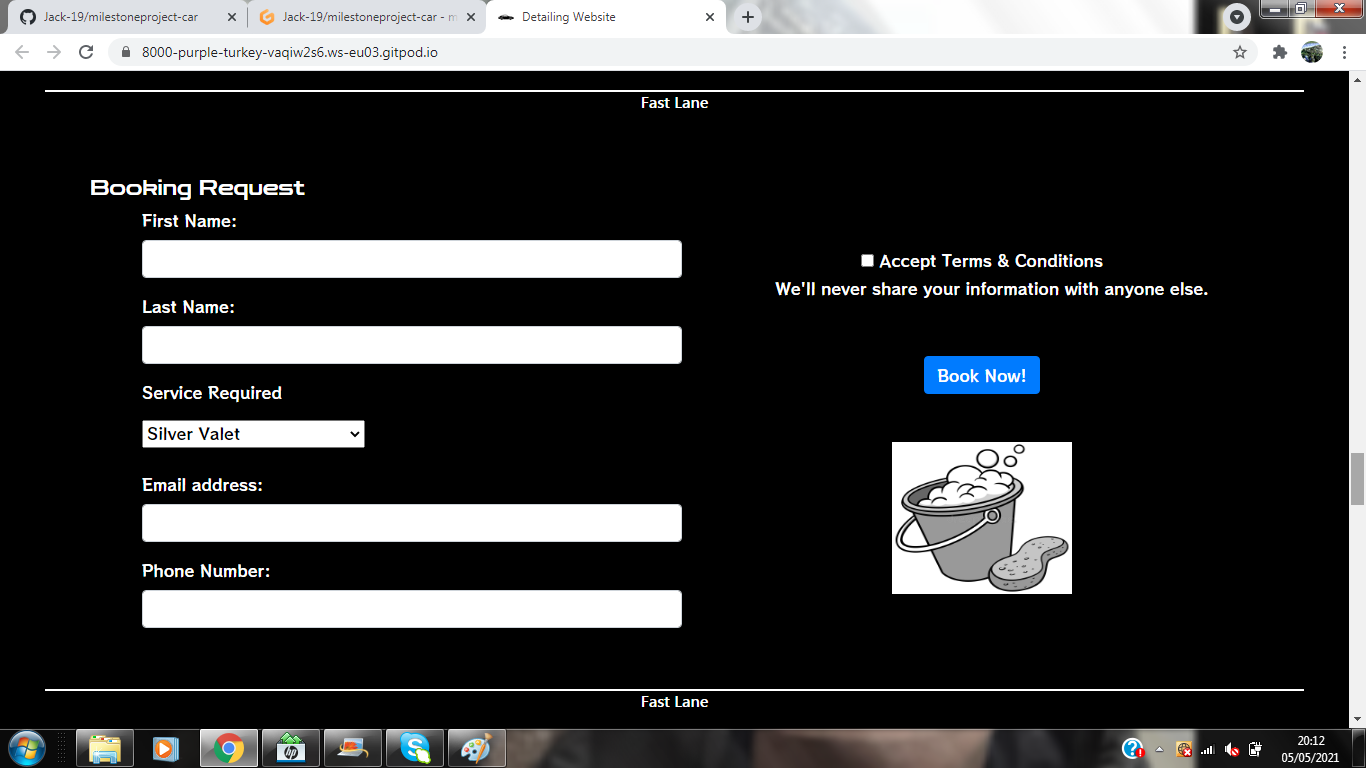 Jack-19/milestoneproject-car
Jack-19/milestoneproject-car - m
Detailing Website
8000-purple-turkey-vaqiw2s6.ws-eu03.gitpod.io
Fast Lane
Booking Request
First Name:
Last Name:
Service Required
Silver Valet
Email address:
Phone Number:
Accept Terms & Conditions
We'll never share your information with anyone else.
Book Now!
Fast Lane
20:12
05/05/2021